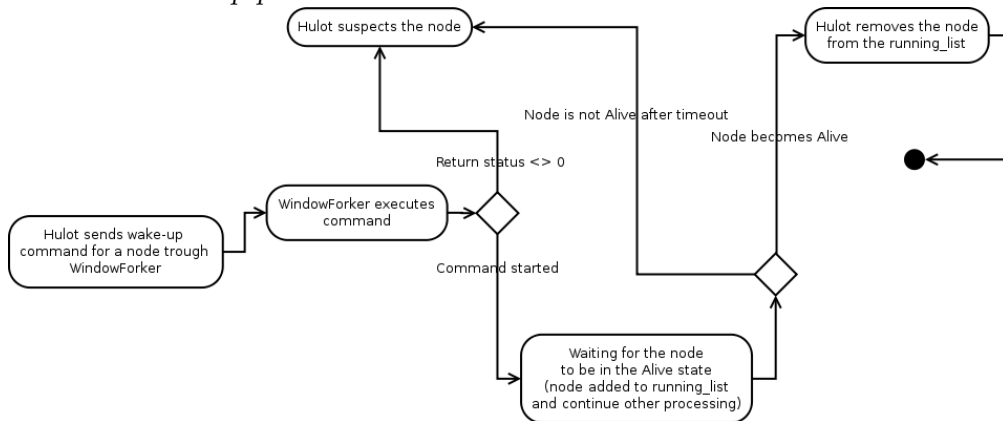 Hulot suspects the node
Hulot removes the node
from the running_list
Node is not Alive after timeout
Node becomes Alive
Return status <> 0
WindowForker executes
command
Hulot sends wake-up
command for a node trough
WindowForker
Command started
Waiting for the node
to be in the Alive state
(node added to running_list
and continue other processing)